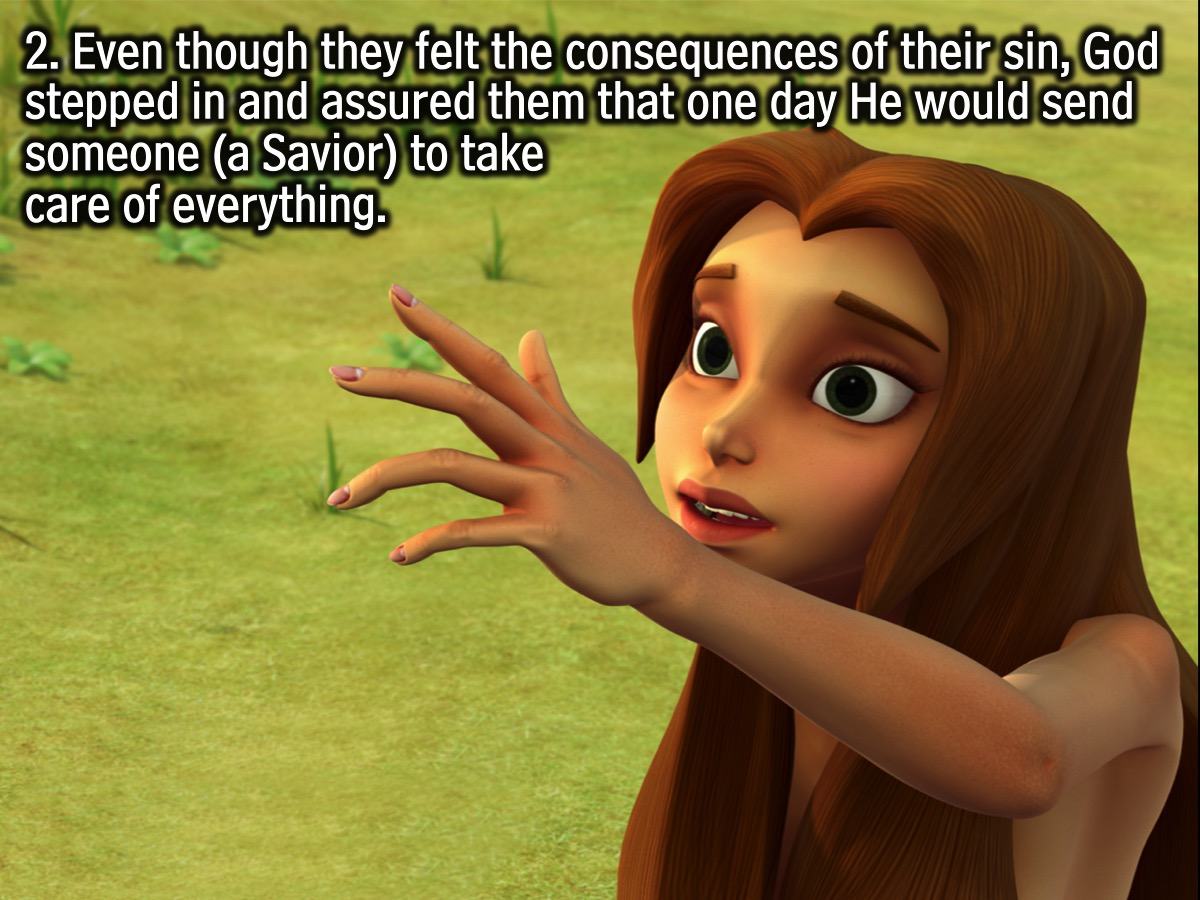 2. Even though they felt the consequences of their sin, God
stepped in and assured them that one day He would send
someone (a Savior) to take
care of everything.